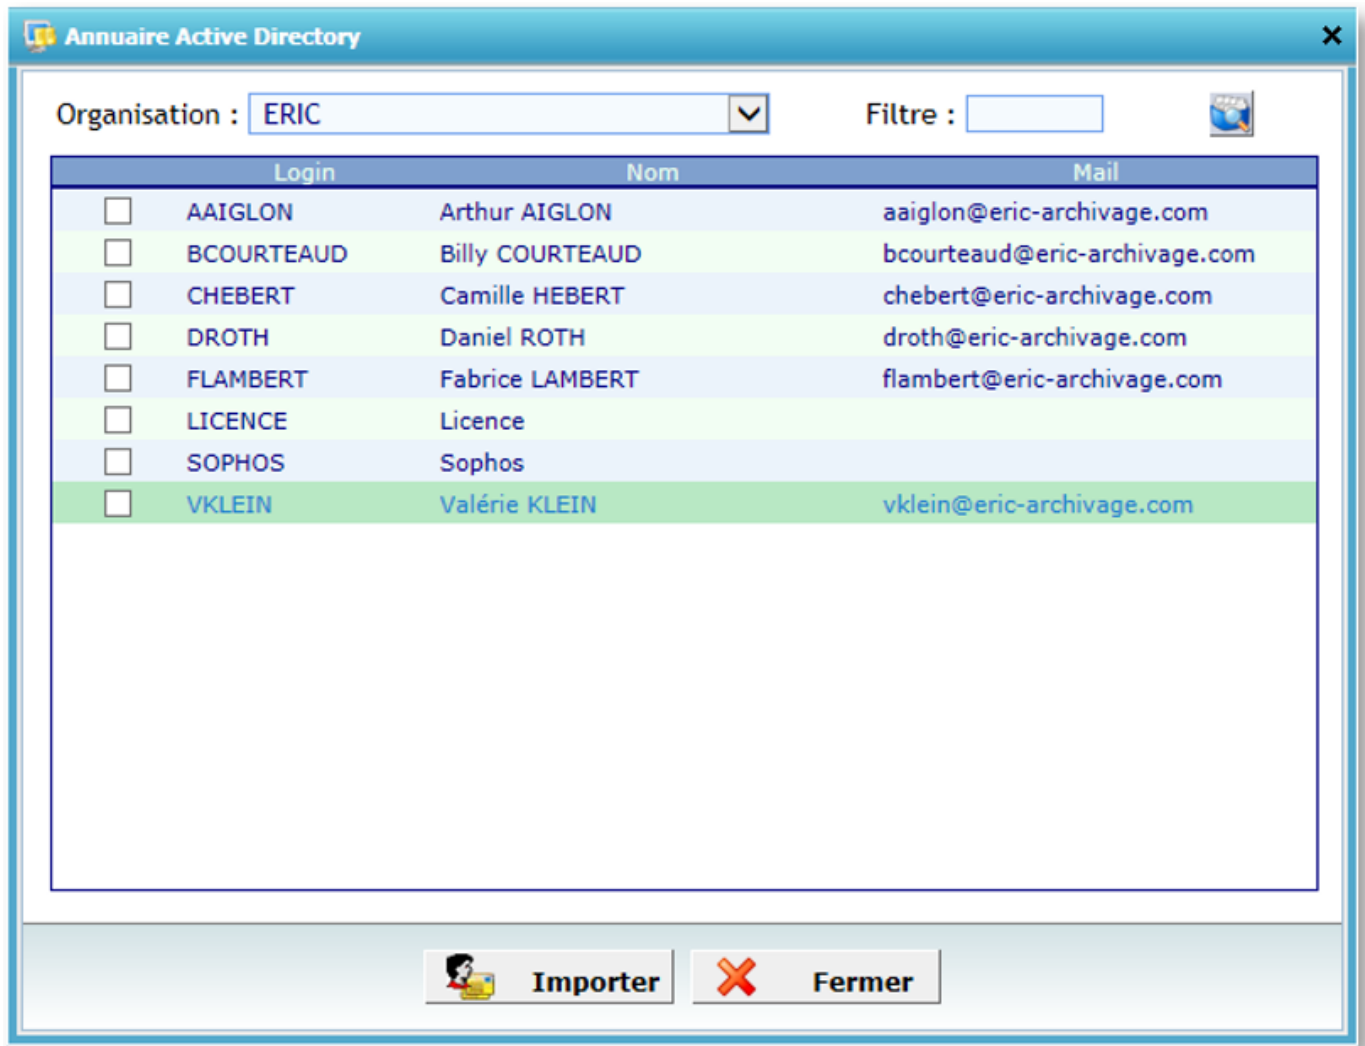 Annuaire Active Directory
Organisation : ERIC Filtre :
Login Nom Mail
AAIGLON Arthur AIGLON aaiglon@eric-archivage.com
BCOURTEAUD Billy COURTEAUD bcourteaud@eric-archivage.com
CHEBERT Camille HEBERT chebert@eric-archivage.com
DROTH Daniel ROTH droth@eric-archivage.com
FLAMBERT Fabrice LAMBERT flambert@eric-archivage.com
LICENCE Licence
SOPHOS Sophos
VKLEIN Valérie KLEIN vklein@eric-archivage.com
Importer Fermer